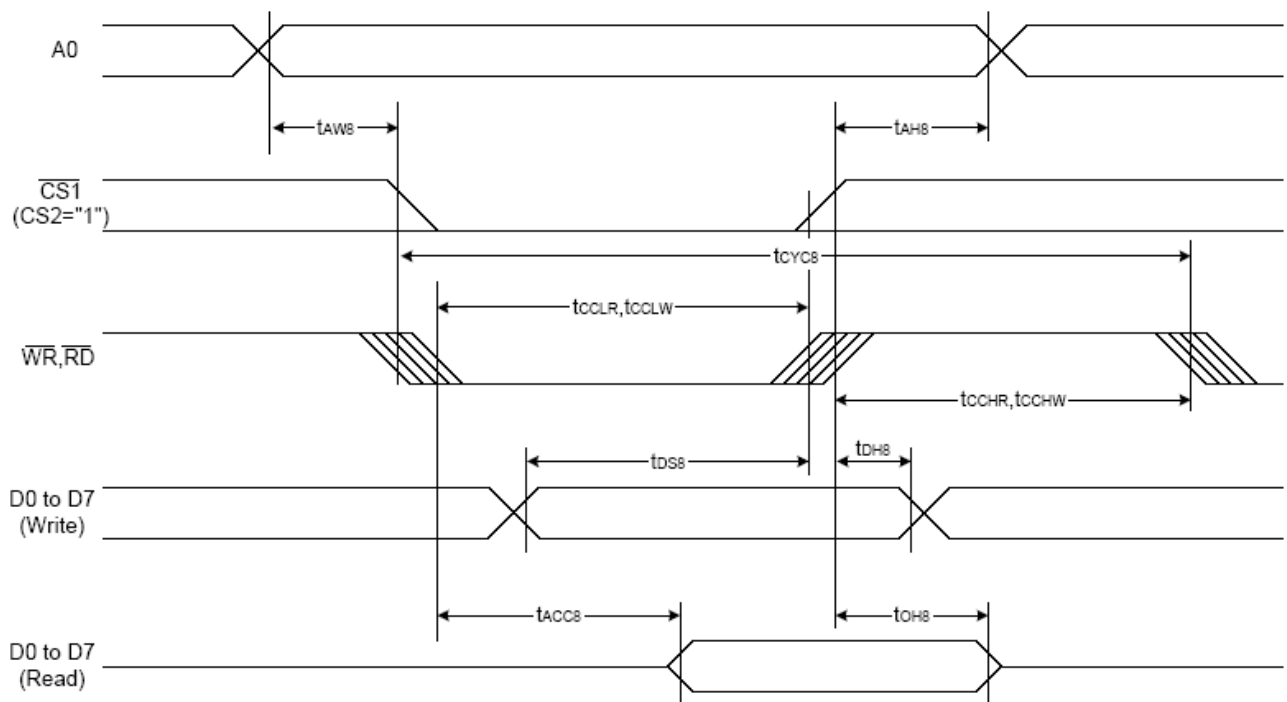 A0
tAW8
tAH8
CS1
(CS2="1")
tCYC8
tCCLR,tCCLW
WR,RD
tCCHR,tCCHW
tDS8
tDH8
D0 to D7
(Write)
tACC8
tOH8
D0 to D7
(Read)